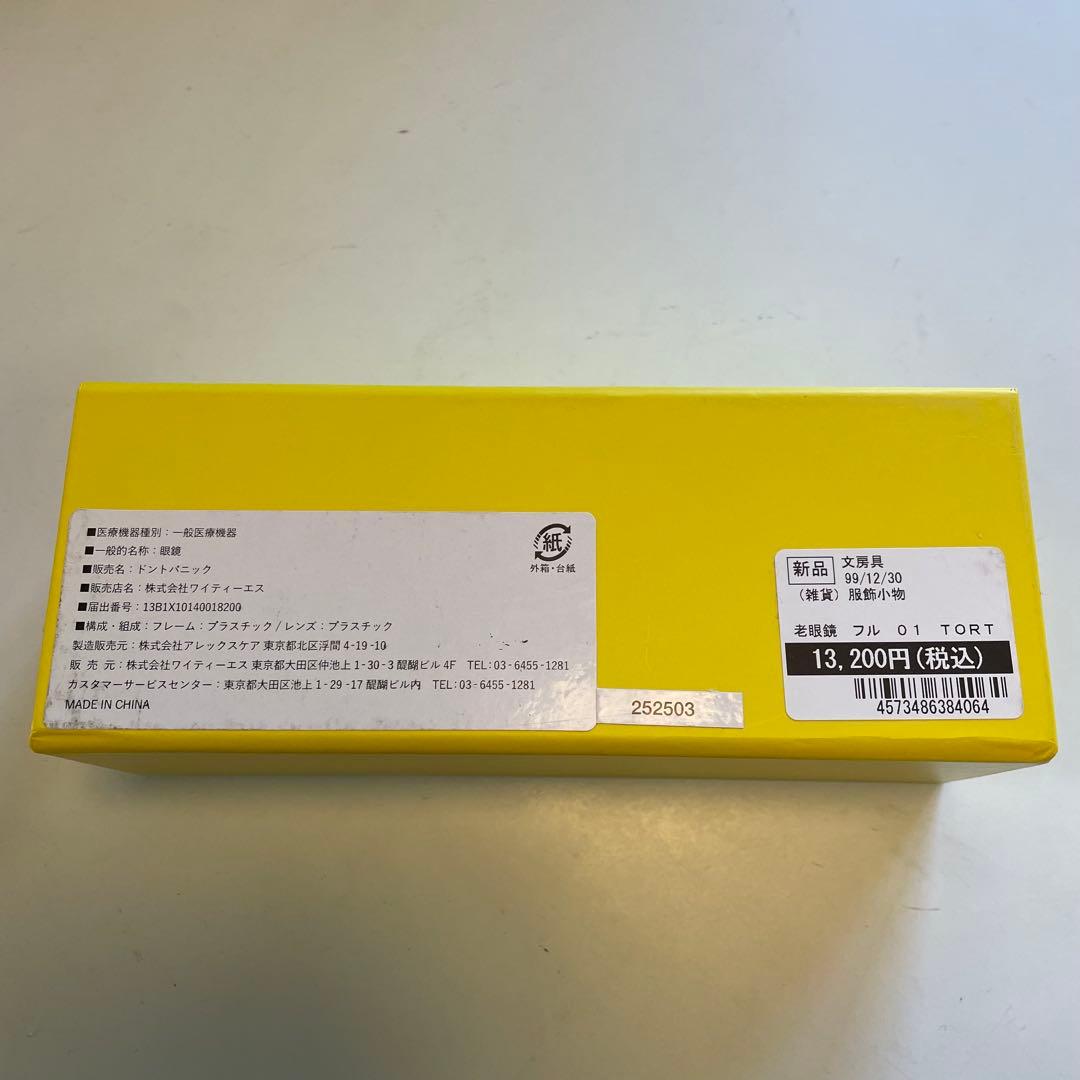 ■医療機器種別：一般医療機器
■一般的名称：眼鏡
■販売名：ドントパニック
■販売店名：株式会社ワイティーエス
■届出番号：13B1X10140018200
■構成・組成：フレーム：プラスチック / レンズ：プラスチック
製造販売元：株式会社アレックスケア 東京都北区浮間 4-19-10
販 売 元：株式会社ワイティーエス 東京都大田区仲池上 1-30-3 醍醐ビル 4F TEL：03-6455-1281
カスタマーサービスセンター：東京都大田区池上 1-29-17 醍醐ビル内 TEL：03-6455-1281
MADE IN CHINA
紙
外箱・台紙
252503
新品 文房具
99/12/30
（雑貨）服飾小物
老眼鏡 フル 01 TORT
13,200円(税込)
4573486384064